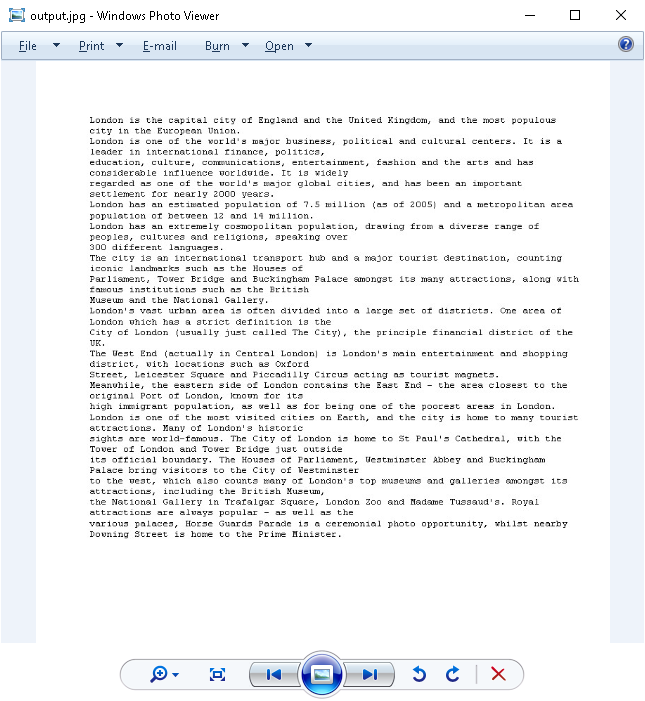 output.jpg - Windows Photo Viewer
File Print E-mail Burn Open
London is the capital city of England and the United Kingdom, and the most populous
city in the European Union.
London is one of the world's major business, political and cultural centers. It is a
leader in international finance, politics,
education, culture, communications, entertainment, fashion and the arts and has
considerable influence worldwide. It is widely
regarded as one of the world's major global cities, and has been an important
settlement for nearly 2000 years.
London has an estimated population of 7.5 million (as of 2005) and a metropolitan area
population of between 12 and 14 million.
London has an extremely cosmopolitan population, drawing from a diverse range of
peoples, cultures and religions, speaking over
300 different languages.
The city is an international transport hub and a major tourist destination, counting
iconic landmarks such as the Houses of
Parliament, Tower Bridge and Buckingham Palace amongst its many attractions, along with
famous institutions such as the British
Museum and the National Gallery.
London's vast urban area is often divided into a large set of districts. One area of
London which has a strict definition is the
City of London (usually just called The City), the principle financial district of the
UK.
The West End (actually in Central London) is London's main entertainment and shopping
district, with locations such as Oxford
Street, Leicester Square and Piccadilly Circus acting as tourist magnets.
Meanwhile, the eastern side of London contains the East End - the area closest to the
original Port of London, known for its
high immigrant population, as well as for being one of the poorest areas in London.
London is one of the most visited cities on Earth, and the city is home to many tourist
attractions. Many of London's historic
sights are world-famous. The City of London is home to St Paul's Cathedral, with the
Tower of London and Tower Bridge just outside
its official boundary. The Houses of Parliament, Westminster Abbey and Buckingham
Palace bring visitors to the City of Westminster
to the west, which also counts many of London's top museums and galleries amongst its
attractions, including the British Museum,
the National Gallery in Trafalgar Square, London Zoo and Madame Tussaud's. Royal
attractions are always popular - as well as the
various palaces, Horse Guards Parade is a ceremonial photo opportunity, whilst nearby
Downing Street is home to the Prime Minister.